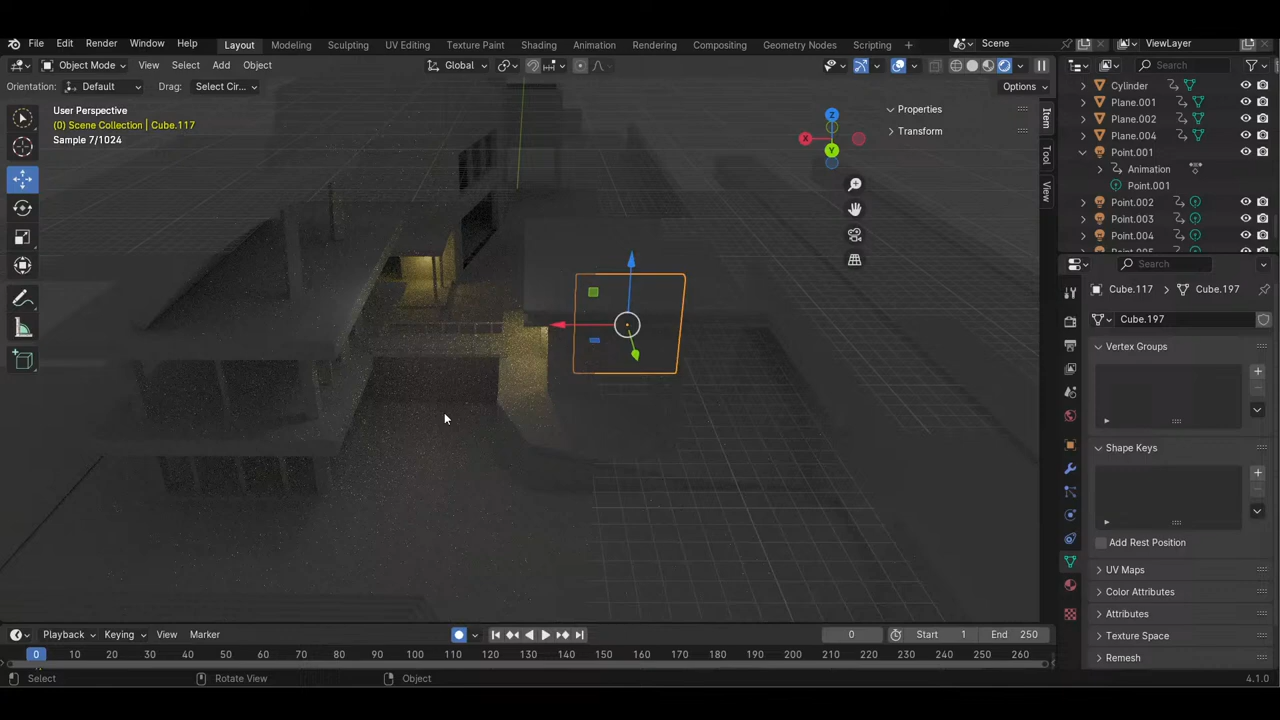 File Edit Render Window Help Layout Modeling Sculpting UV Editing Texture Paint Shading Animation Rendering Compositing Geometry Nodes Scripting + Scene ViewLayer
Object Mode View Select Add Object Global Search
Orientation: Default Drag: Select Cir... Options
User Perspective
(0) Scene Collection | Cube.117
Sample 7/1024
Properties
Transform
Item
Tool
View
X
Y
Z
Cylinder
Plane.001
Plane.002
Plane.004
Point.001
Animation
Point.001
Point.002
Point.003
Point.004
Search
Cube.117 Cube.197
Cube.197
Vertex Groups
Shape Keys
Add Rest Position
UV Maps
Color Attributes
Attributes
Texture Space
Remesh
Playback Keying View Marker 0 Start 1 End 250
0 10 20 30 40 50 60 70 80 90 100 110 120 130 140 150 160 170 180 190 200 210 220 230 240 250 260
Select Rotate View Object 4.1.0